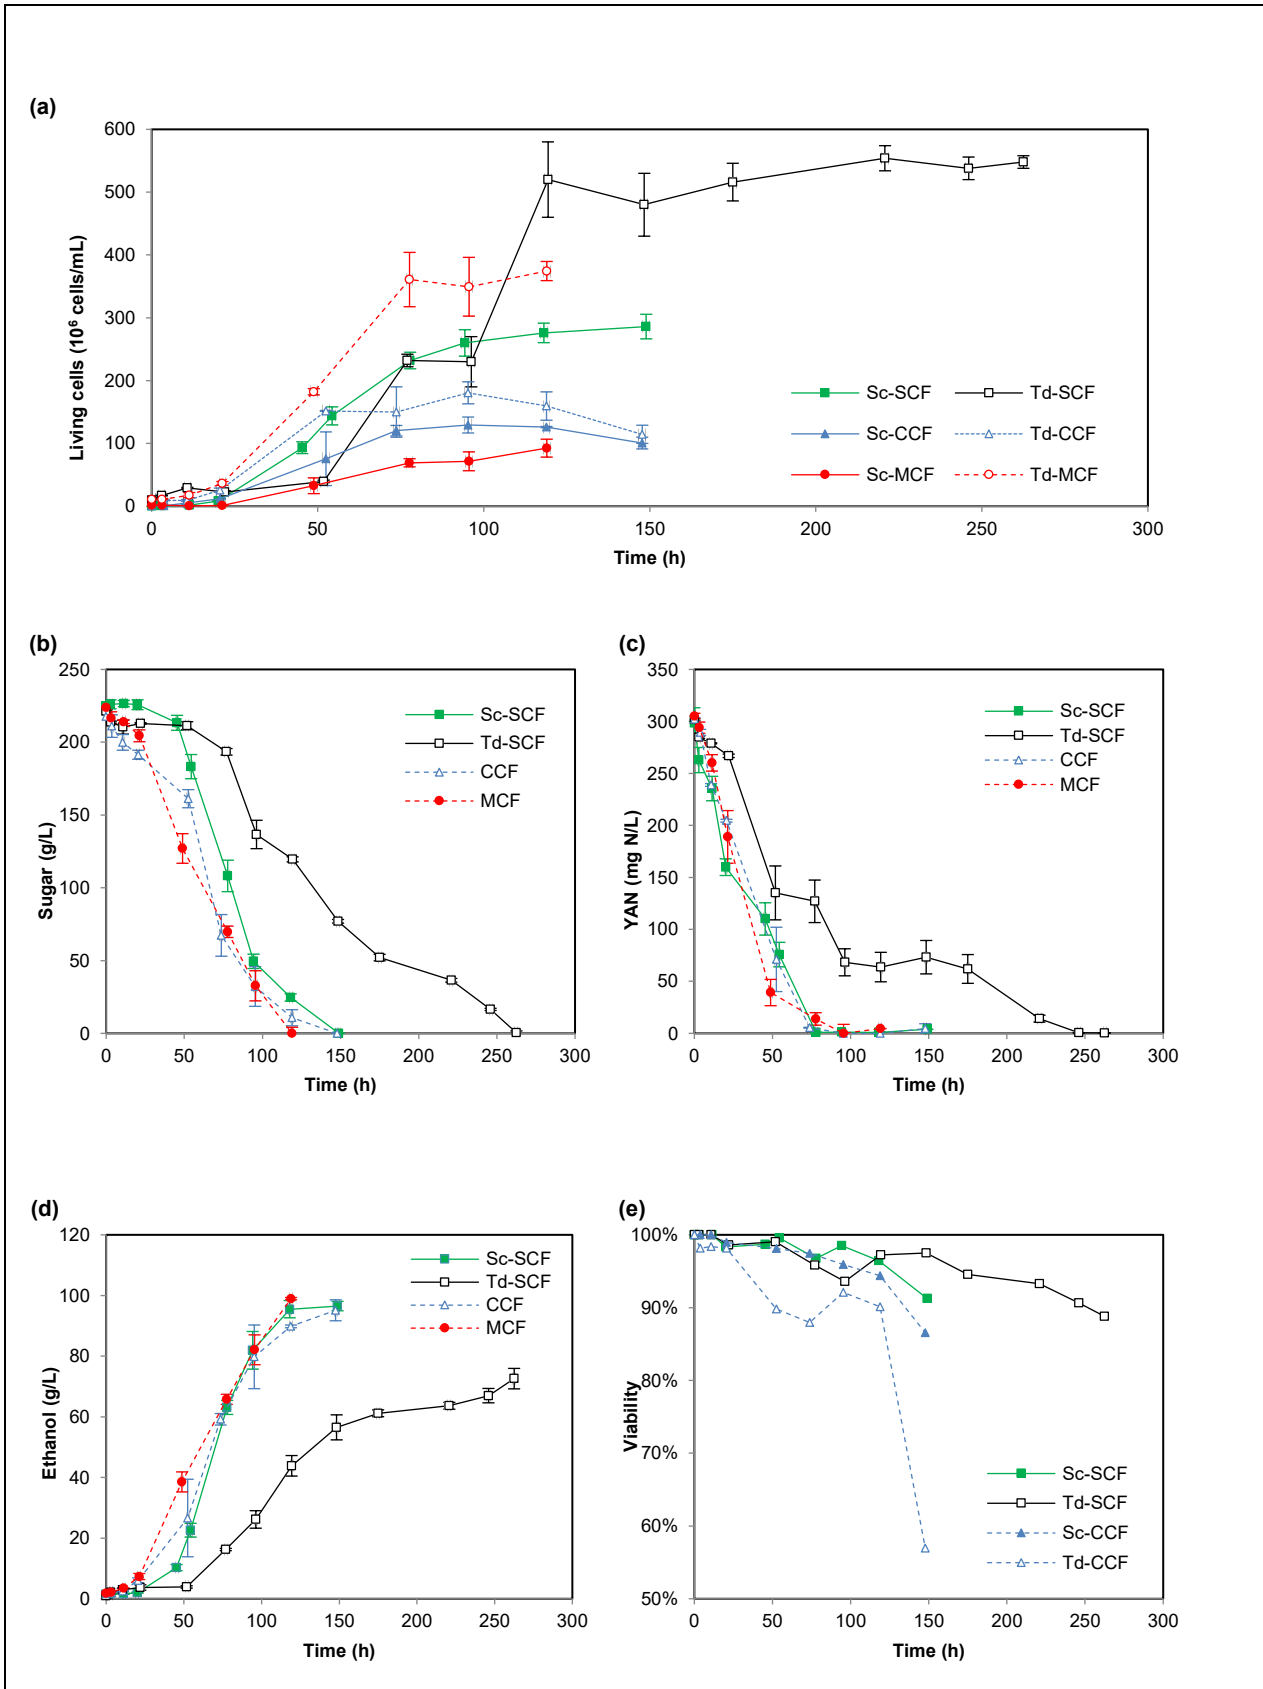 (a)
600
500
400
300
200
100
0
Living cells (10⁶ cells/mL)
0 50 100 150 200 250 300
Time (h)
Sc-SCF Td-SCF
Sc-CCF Td-CCF
Sc-MCF Td-MCF
(b)
250
200
150
100
50
0
Sugar (g/L)
0 50 100 150 200 250 300
Time (h)
Sc-SCF
Td-SCF
CCF
MCF
(c)
350
300
250
200
150
100
50
0
YAN (mg N/L)
0 50 100 150 200 250 300
Time (h)
Sc-SCF
Td-SCF
CCF
MCF
(d)
120
100
80
60
40
20
0
Ethanol (g/L)
0 50 100 150 200 250 300
Time (h)
Sc-SCF
Td-SCF
CCF
MCF
(e)
100%
90%
80%
70%
60%
50%
Viability
0 50 100 150 200 250 300
Time (h)
Sc-SCF
Td-SCF
Sc-CCF
Td-CCF